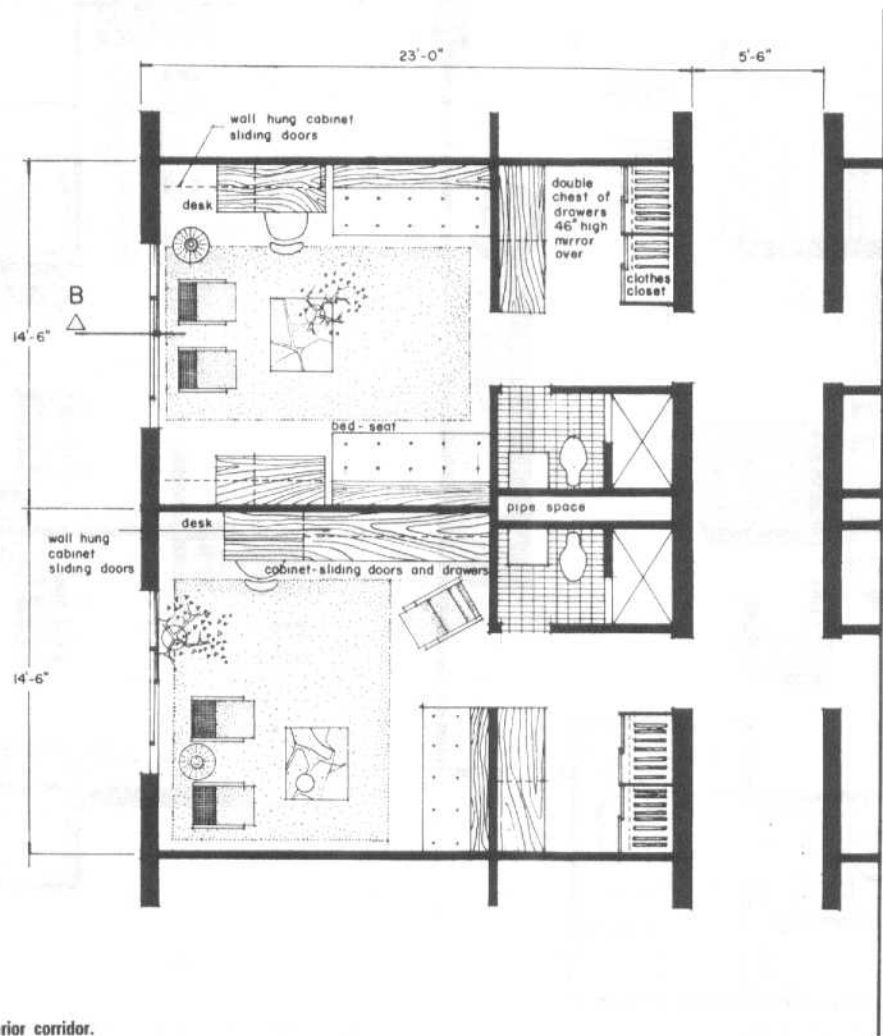 23'-0"
5'-6"
wall hung cabinet
sliding doors
desk
double
chest of
drawers
46" high
mirror
over
clothes
closet
B
14'-6"
bed-seat
pipe space
desk
wall hung
cabinet
sliding doors
cabinet-sliding doors and drawers
14'-6"
rior corridor.